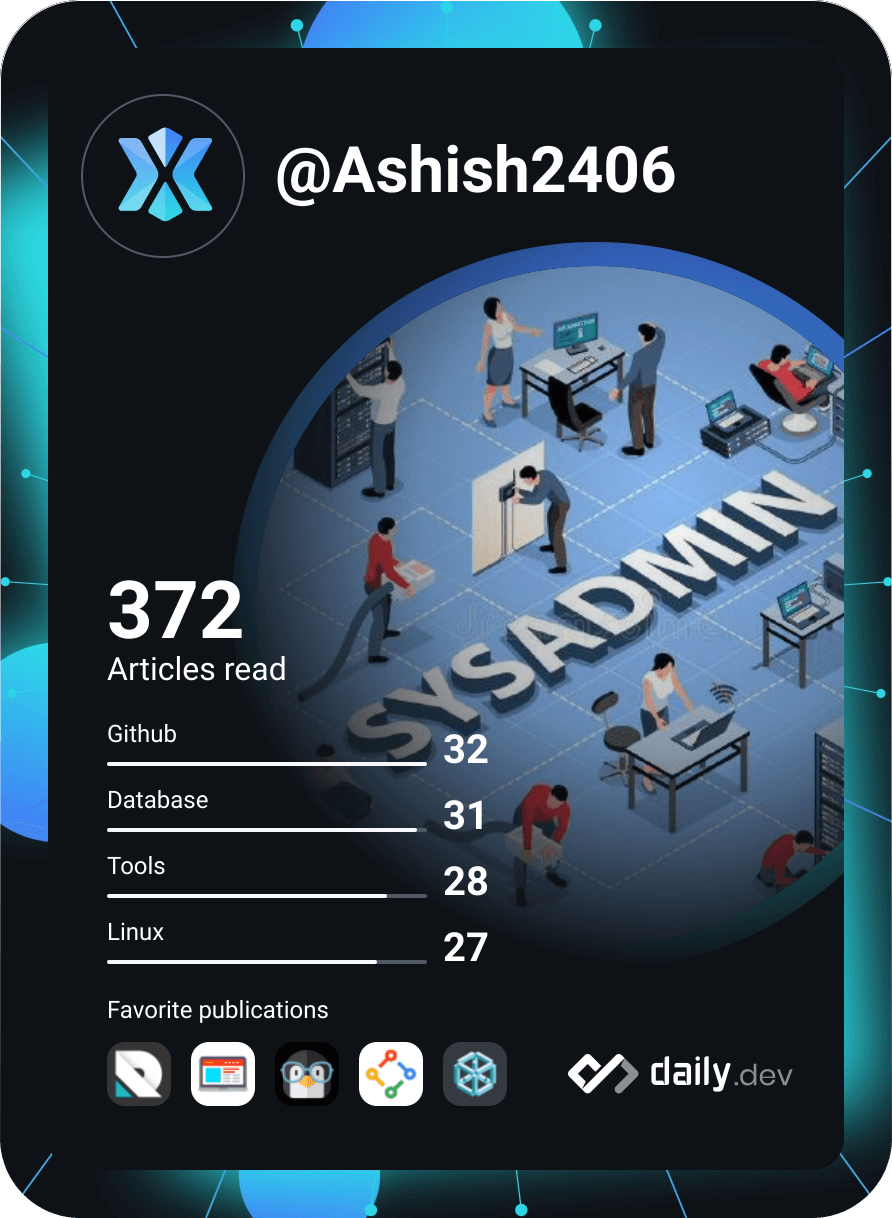 @Ashish2406
SYSADMIN
372
Articles read
Github
32
Database
31
Tools
28
Linux
27
Favorite publications
daily.dev